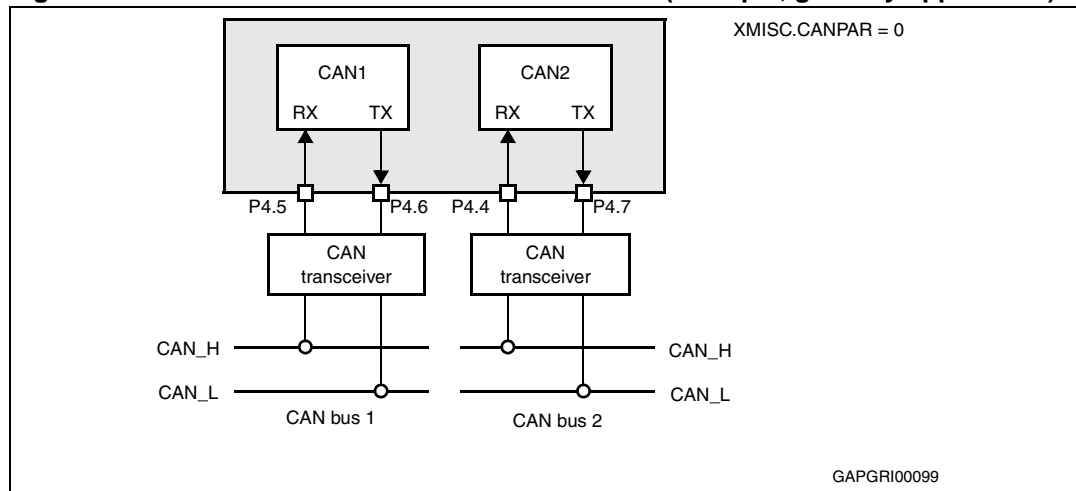 XMISC.CANPAR = 0
CAN1
CAN2
RX TX
RX TX
P4.5
P4.6
P4.4
P4.7
CAN
transceiver
CAN
transceiver
CAN_H
CAN_H
CAN_L
CAN_L
CAN bus 1
CAN bus 2
GAPGRI00099